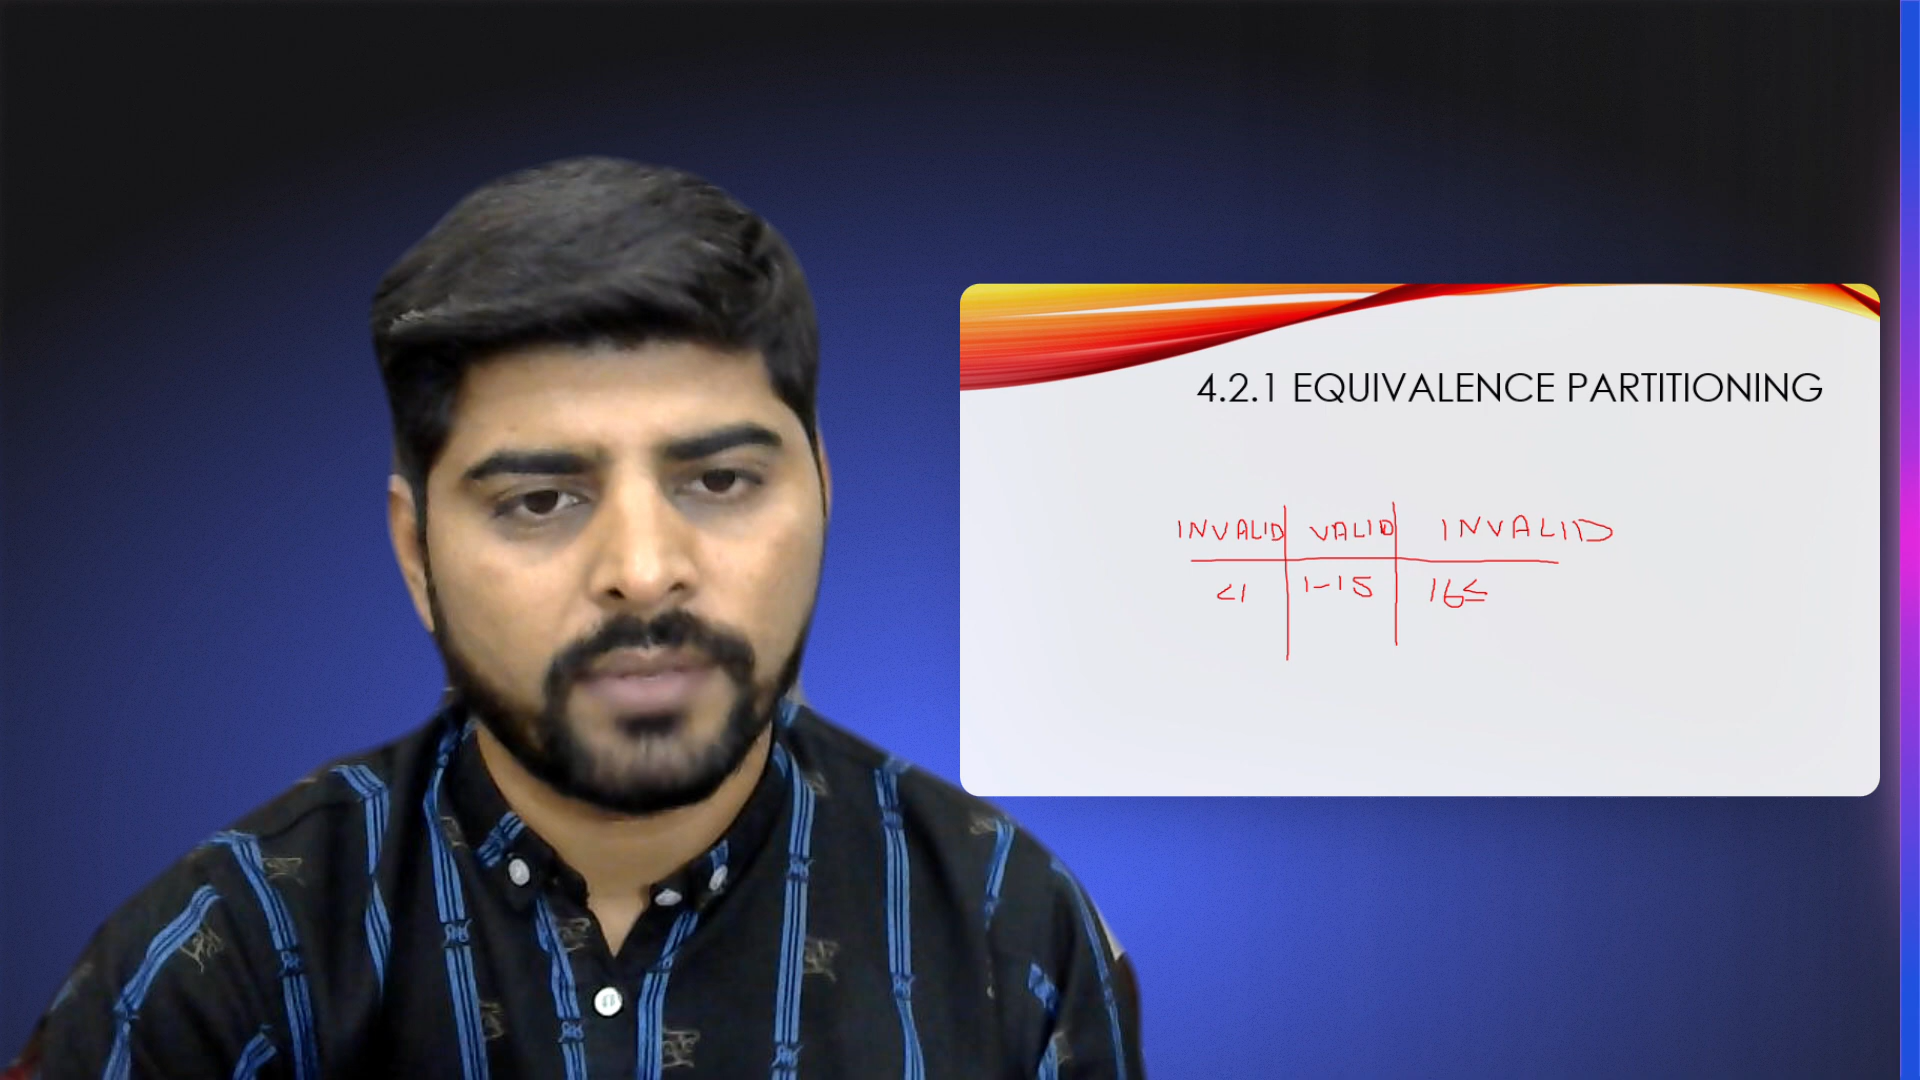 4.2.1 EQUIVALENCE PARTITIONING
INVALID VALID INVALID
<1 1-15 16≤